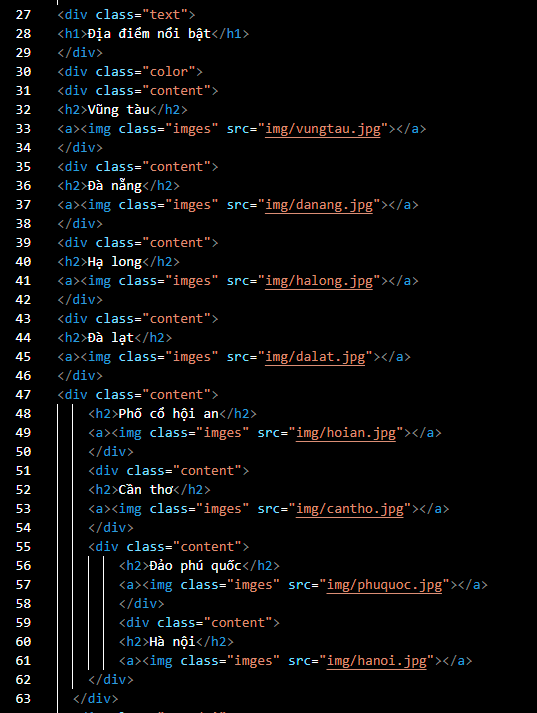 27 <div class="text">
28 <h1>Địa điểm nổi bật</h1>
29 </div>
30 <div class="color">
31 <div class="content">
32 <h2>Vũng tàu</h2>
33 <a><img class="imges" src="img/vungtau.jpg"></a>
34 </div>
35 <div class="content">
36 <h2>Đà nẵng</h2>
37 <a><img class="imges" src="img/danang.jpg"></a>
38 </div>
39 <div class="content">
40 <h2>Hạ long</h2>
41 <a><img class="imges" src="img/halong.jpg"></a>
42 </div>
43 <div class="content">
44 <h2>Đà lạt</h2>
45 <a><img class="imges" src="img/dalat.jpg"></a>
46 </div>
47 <div class="content">
48 <h2>Phố cổ hội an</h2>
49 <a><img class="imges" src="img/hoian.jpg"></a>
50 </div>
51 <div class="content">
52 <h2>Cần thơ</h2>
53 <a><img class="imges" src="img/cantho.jpg"></a>
54 </div>
55 <div class="content">
56 <h2>Đảo phú quốc</h2>
57 <a><img class="imges" src="img/phuquoc.jpg"></a>
58 </div>
59 <div class="content">
60 <h2>Hà nội</h2>
61 <a><img class="imges" src="img/hanoi.jpg"></a>
62 </div>
63 </div>